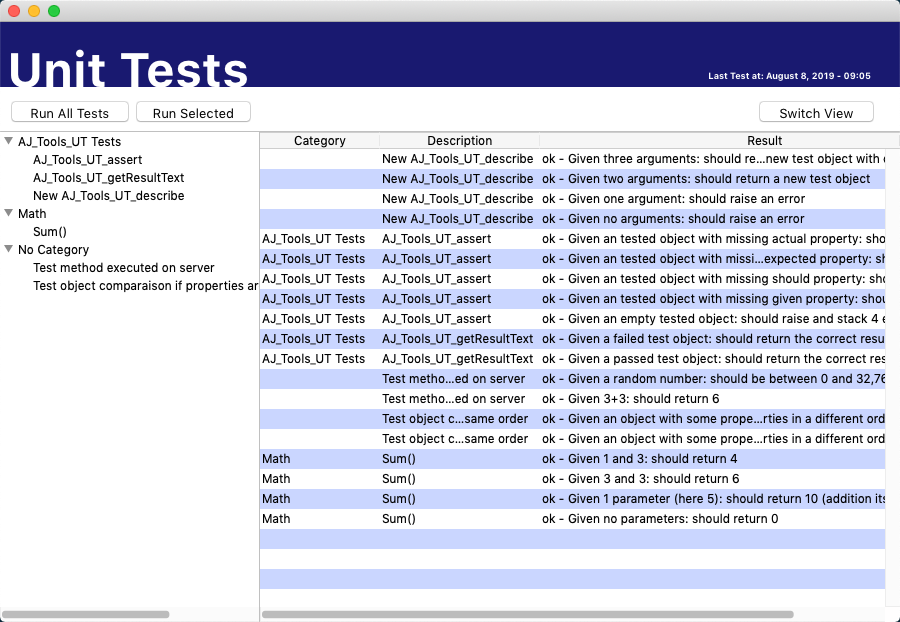 Unit Tests
Last Test at: August 8, 2019 - 09:05
Run All Tests
Run Selected
Switch View
AJ_Tools_UT Tests
AJ_Tools_UT_assert
AJ_Tools_UT_getResultText
New AJ_Tools_UT_describe
Math
Sum()
No Category
Test method executed on server
Test object comparaison if properties ar
Category Description Result
New AJ_Tools_UT_describe ok - Given three arguments: should re...new test object with
New AJ_Tools_UT_describe ok - Given two arguments: should return a new test object
New AJ_Tools_UT_describe ok - Given one argument: should raise an error
New AJ_Tools_UT_describe ok - Given no arguments: should raise an error
AJ_Tools_UT Tests AJ_Tools_UT_assert ok - Given an tested object with missing actual property: sho
AJ_Tools_UT Tests AJ_Tools_UT_assert ok - Given an tested object with missi...expected property: sh
AJ_Tools_UT Tests AJ_Tools_UT_assert ok - Given an tested object with missing should property: sho
AJ_Tools_UT Tests AJ_Tools_UT_assert ok - Given an tested object with missing given property: shou
AJ_Tools_UT Tests AJ_Tools_UT_assert ok - Given an empty tested object: should raise and stack 4 e
AJ_Tools_UT Tests AJ_Tools_UT_getResultText ok - Given a failed test object: should return the correct resu
AJ_Tools_UT Tests AJ_Tools_UT_getResultText ok - Given a passed test object: should return the correct res
Test metho...ed on server ok - Given a random number: should be between 0 and 32,76
Test metho...ed on server ok - Given 3+3: should return 6
Test object c...same order ok - Given an object with some prope...rties in a different ord
Test object c...same order ok - Given an object with some prope...rties in a different ord
Math Sum() ok - Given 1 and 3: should return 4
Math Sum() ok - Given 3 and 3: should return 6
Math Sum() ok - Given 1 parameter (here 5): should return 10 (addition its
Math Sum() ok - Given no parameters: should return 0